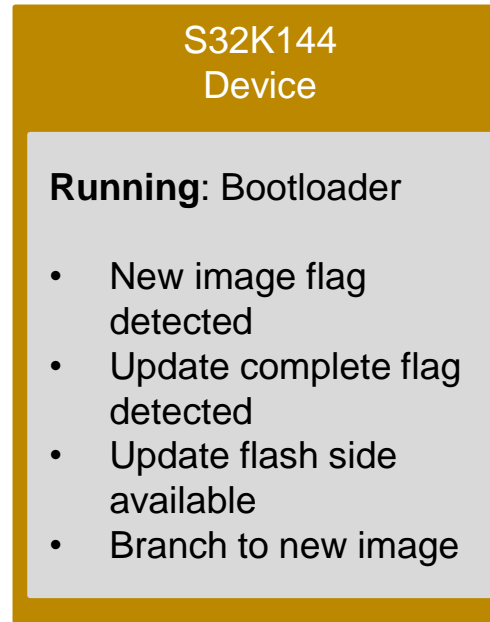 S32K144
Device
Running: Bootloader
• New image flag
detected
• Update complete flag
detected
• Update flash side
available
• Branch to new image